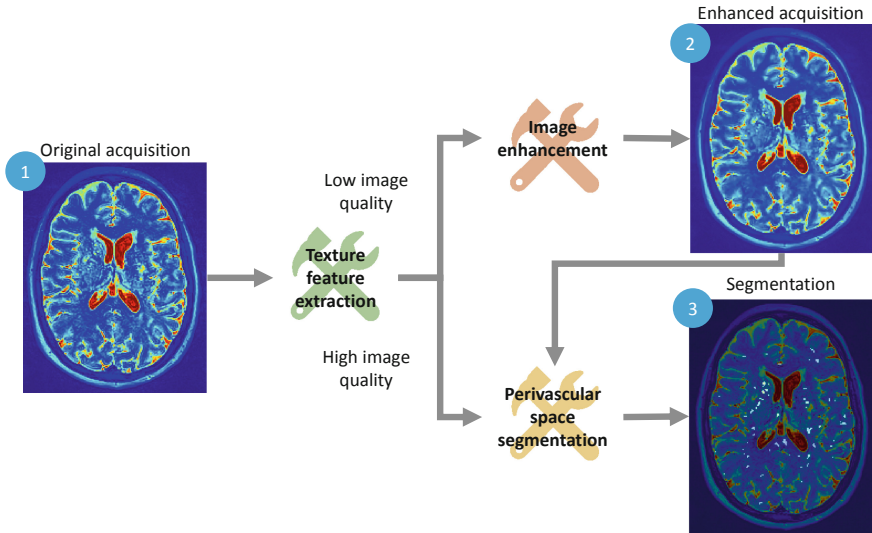 Enhanced acquisition
2
Original acquisition
1
Image
enhancement
Low image
quality
Texture
feature
extraction
High image
quality
Segmentation
3
Perivascular
space
segmentation